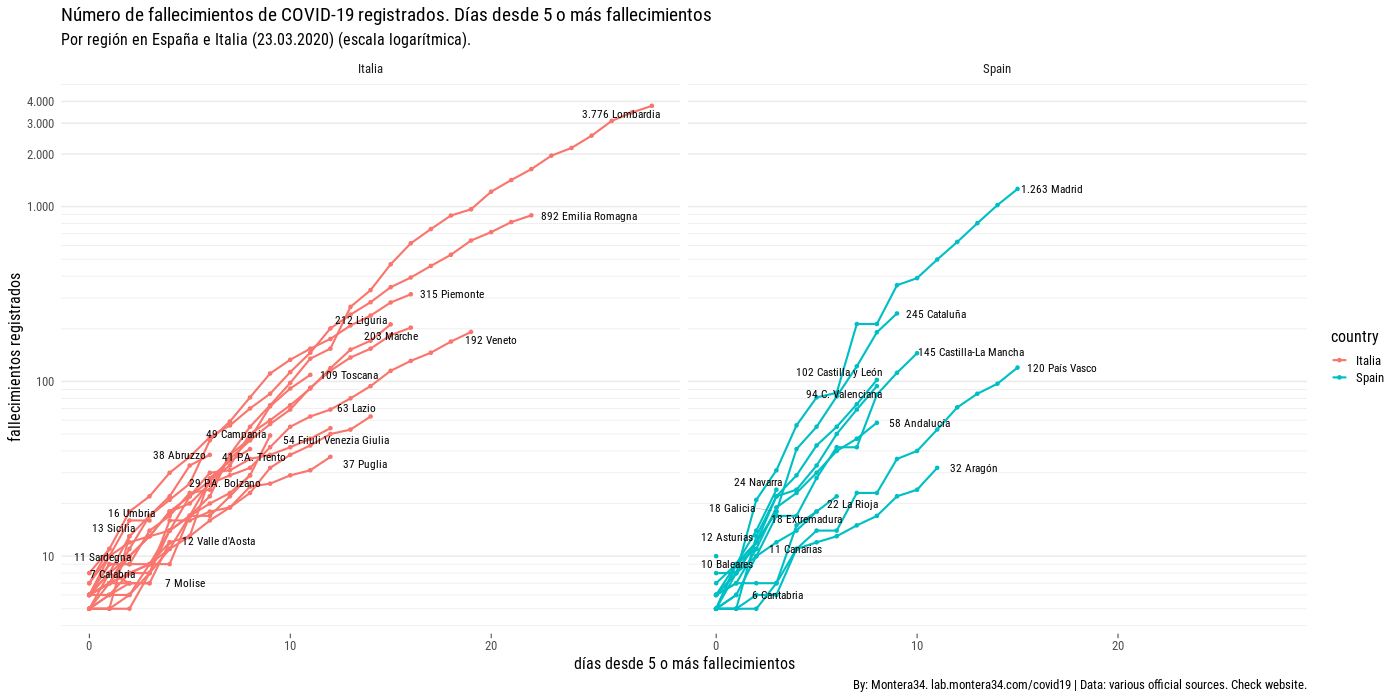 Número de fallecimientos de COVID-19 registrados. Días desde 5 o más fallecimientos
Por región en España e Italia (23.03.2020) (escala logarítmica).
Italia
Spain
4.000
3.000
2.000
1.000
100
10
fallecimientos registrados
3.776 Lombardia
892 Emilia Romagna
315 Piemonte
212 Liguria
203 Marche
192 Veneto
109 Toscana
63 Lazio
49 Campania
54 Friuli Venezia Giulia
38 Abruzzo
41 P.A. Trento
37 Puglia
29 P.A. Bolzano
16 Umbria
13 Sicilia
12 Valle d'Aosta
11 Sardegna
7 Calabria
7 Molise
1.263 Madrid
245 Cataluña
145 Castilla-La Mancha
120 País Vasco
102 Castilla y León
94 C. Valenciana
58 Andalucía
32 Aragón
24 Navarra
22 La Rioja
18 Galicia
18 Extremadura
12 Asturias
11 Canarias
10 Baleares
6 Cantabria
country
Italia
Spain
0
10
20
0
10
20
días desde 5 o más fallecimientos
By: Montera34. lab.montera34.com/covid19 | Data: various official sources. Check website.